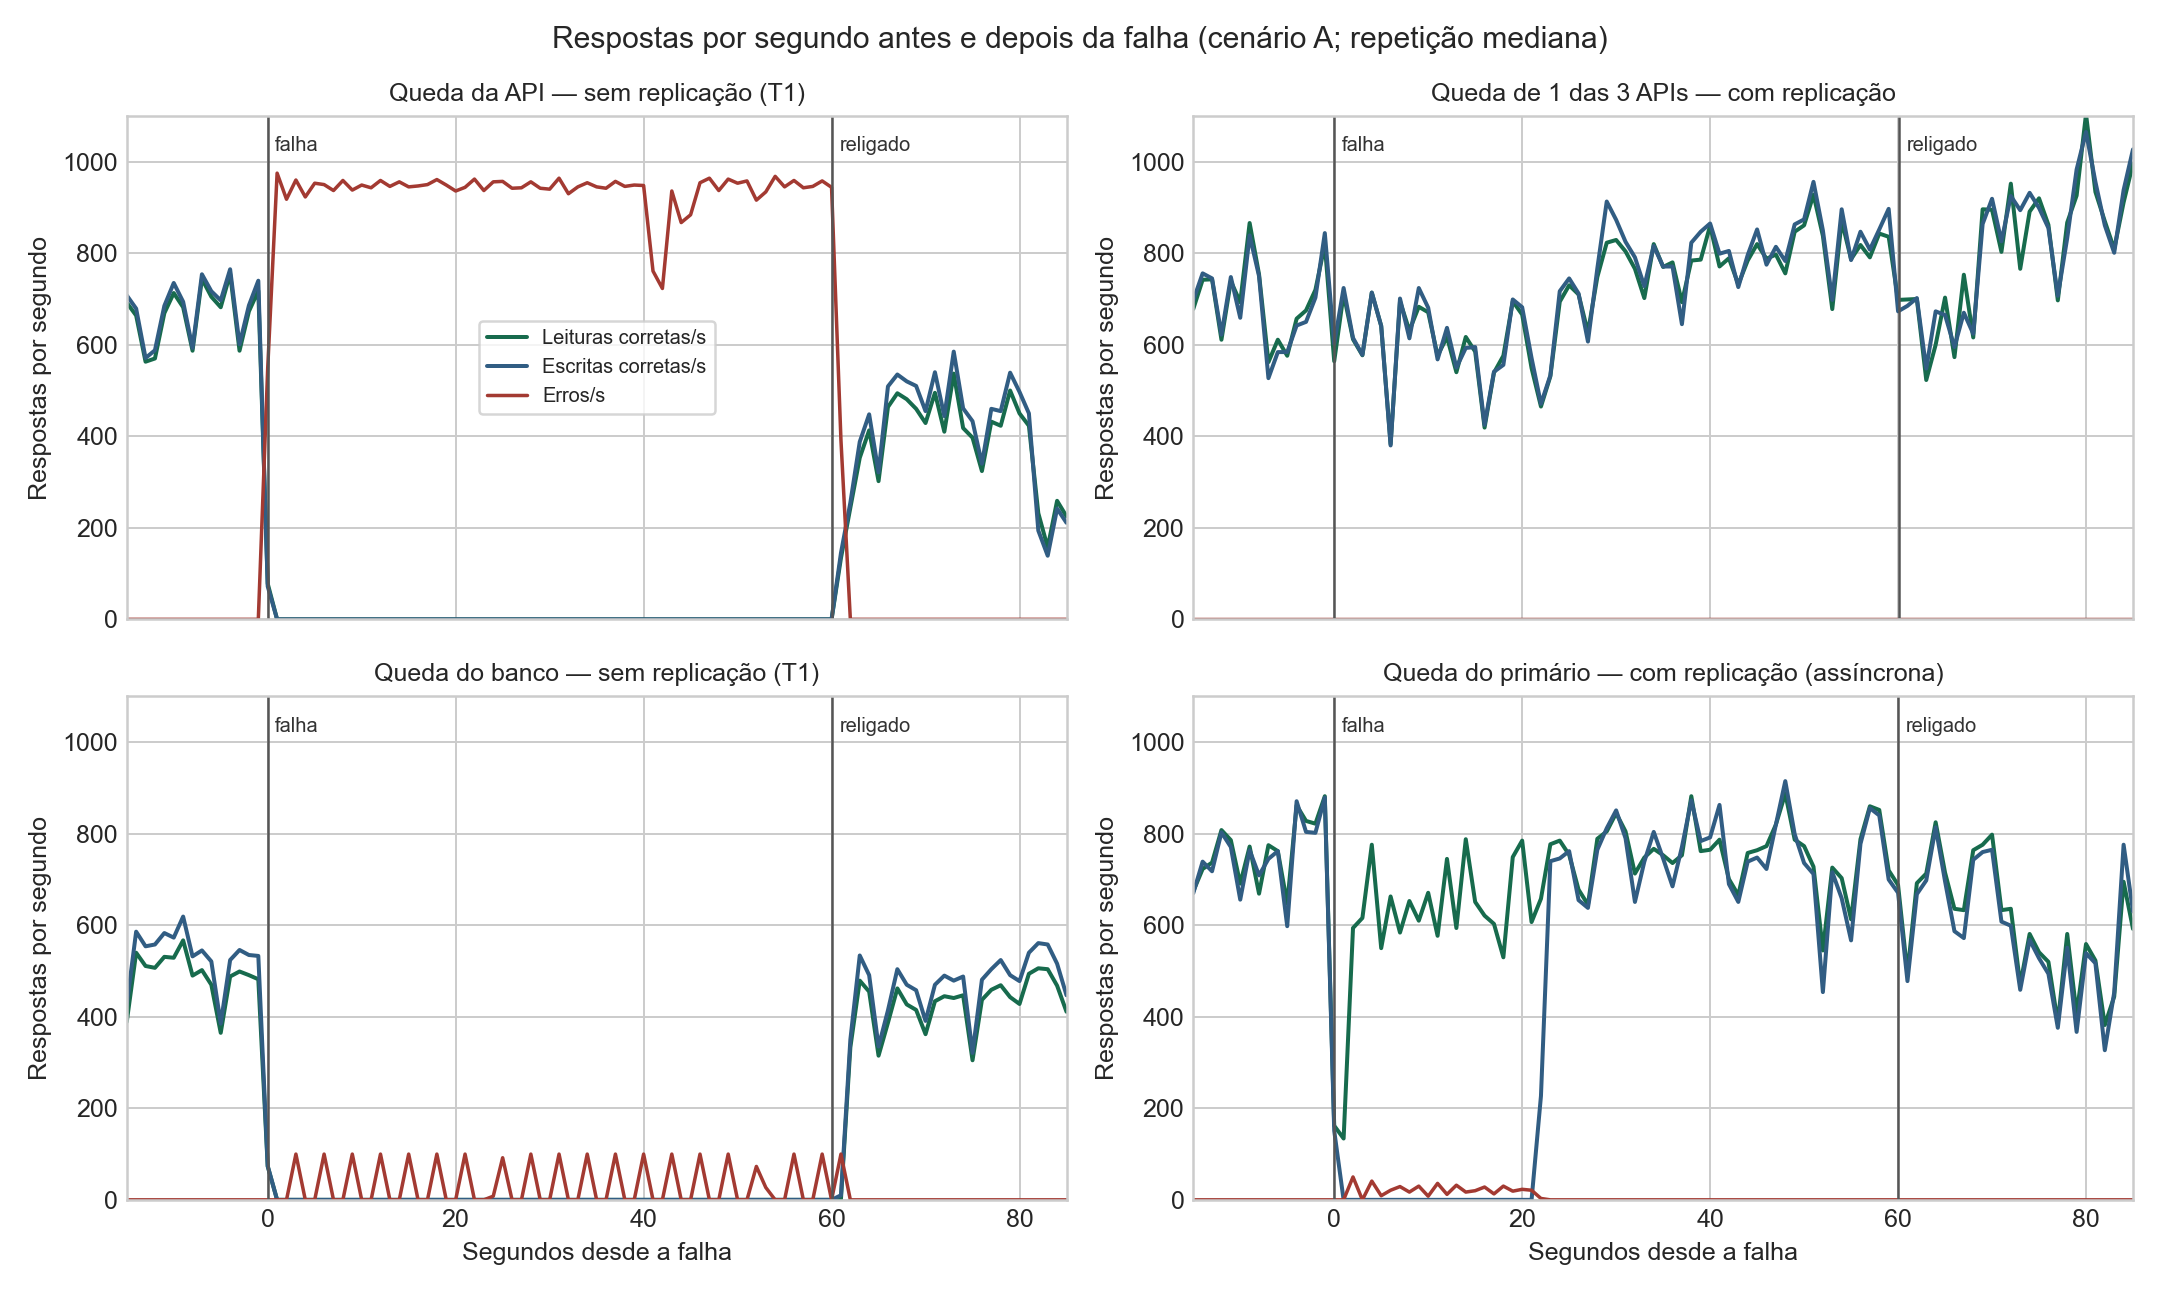 Respostas por segundo antes e depois da falha (cenário A; repetição mediana)
Queda da API — sem replicação (T1)
Respostas por segundo
1000
800
600
400
200
0
falha
religado
Leituras corretas/s
Escritas corretas/s
Erros/s
Queda de 1 das 3 APIs — com replicação
Respostas por segundo
1000
800
600
400
200
0
falha
religado
Queda do banco — sem replicação (T1)
Respostas por segundo
1000
800
600
400
200
0
falha
religado
0 20 40 60 80
Segundos desde a falha
Queda do primário — com replicação (assíncrona)
Respostas por segundo
1000
800
600
400
200
0
falha
religado
0 20 40 60 80
Segundos desde a falha